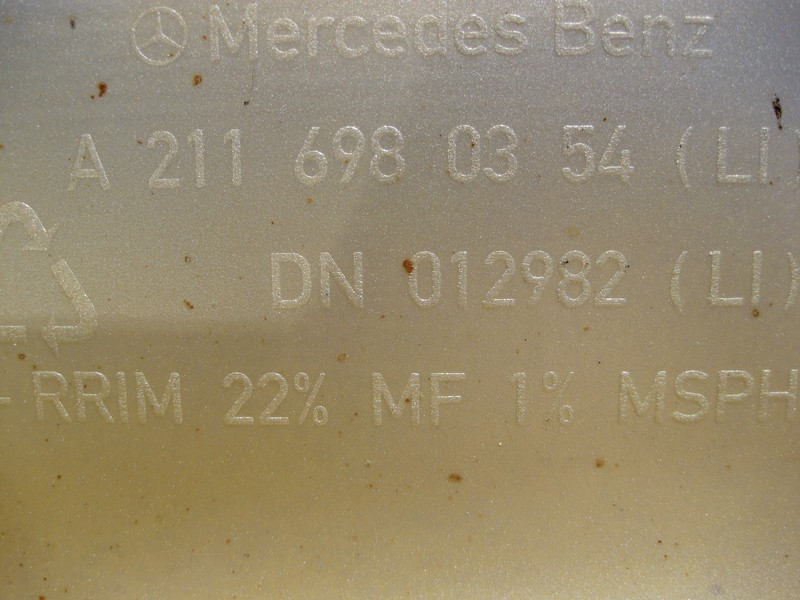 Mercedes Benz
A 211 698 03 54 (LI)
DN 012982 (LI)
- RRIM 22% MF 1% MSPH